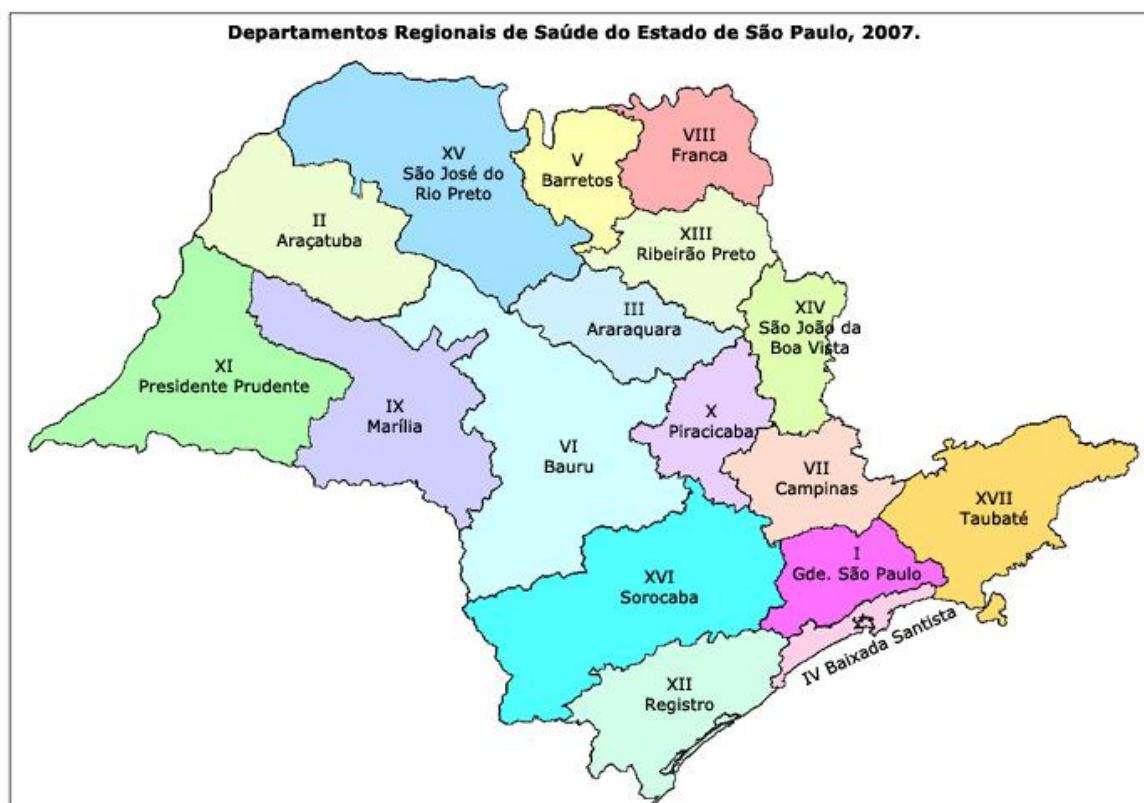 Departamentos Regionais de Saúde do Estado de São Paulo, 2007.
XV
São José do
Rio Preto
V
Barretos
VIII
Franca
II
Araçatuba
XIII
Ribeirão Preto
III
Araraquara
XIV
São João da
Boa Vista
XI
Presidente Prudente
IX
Marília
X
Piracicaba
VI
Bauru
VII
Campinas
XVII
Taubaté
I
Gde. São Paulo
XVI
Sorocaba
IV Baixada Santista
XII
Registro